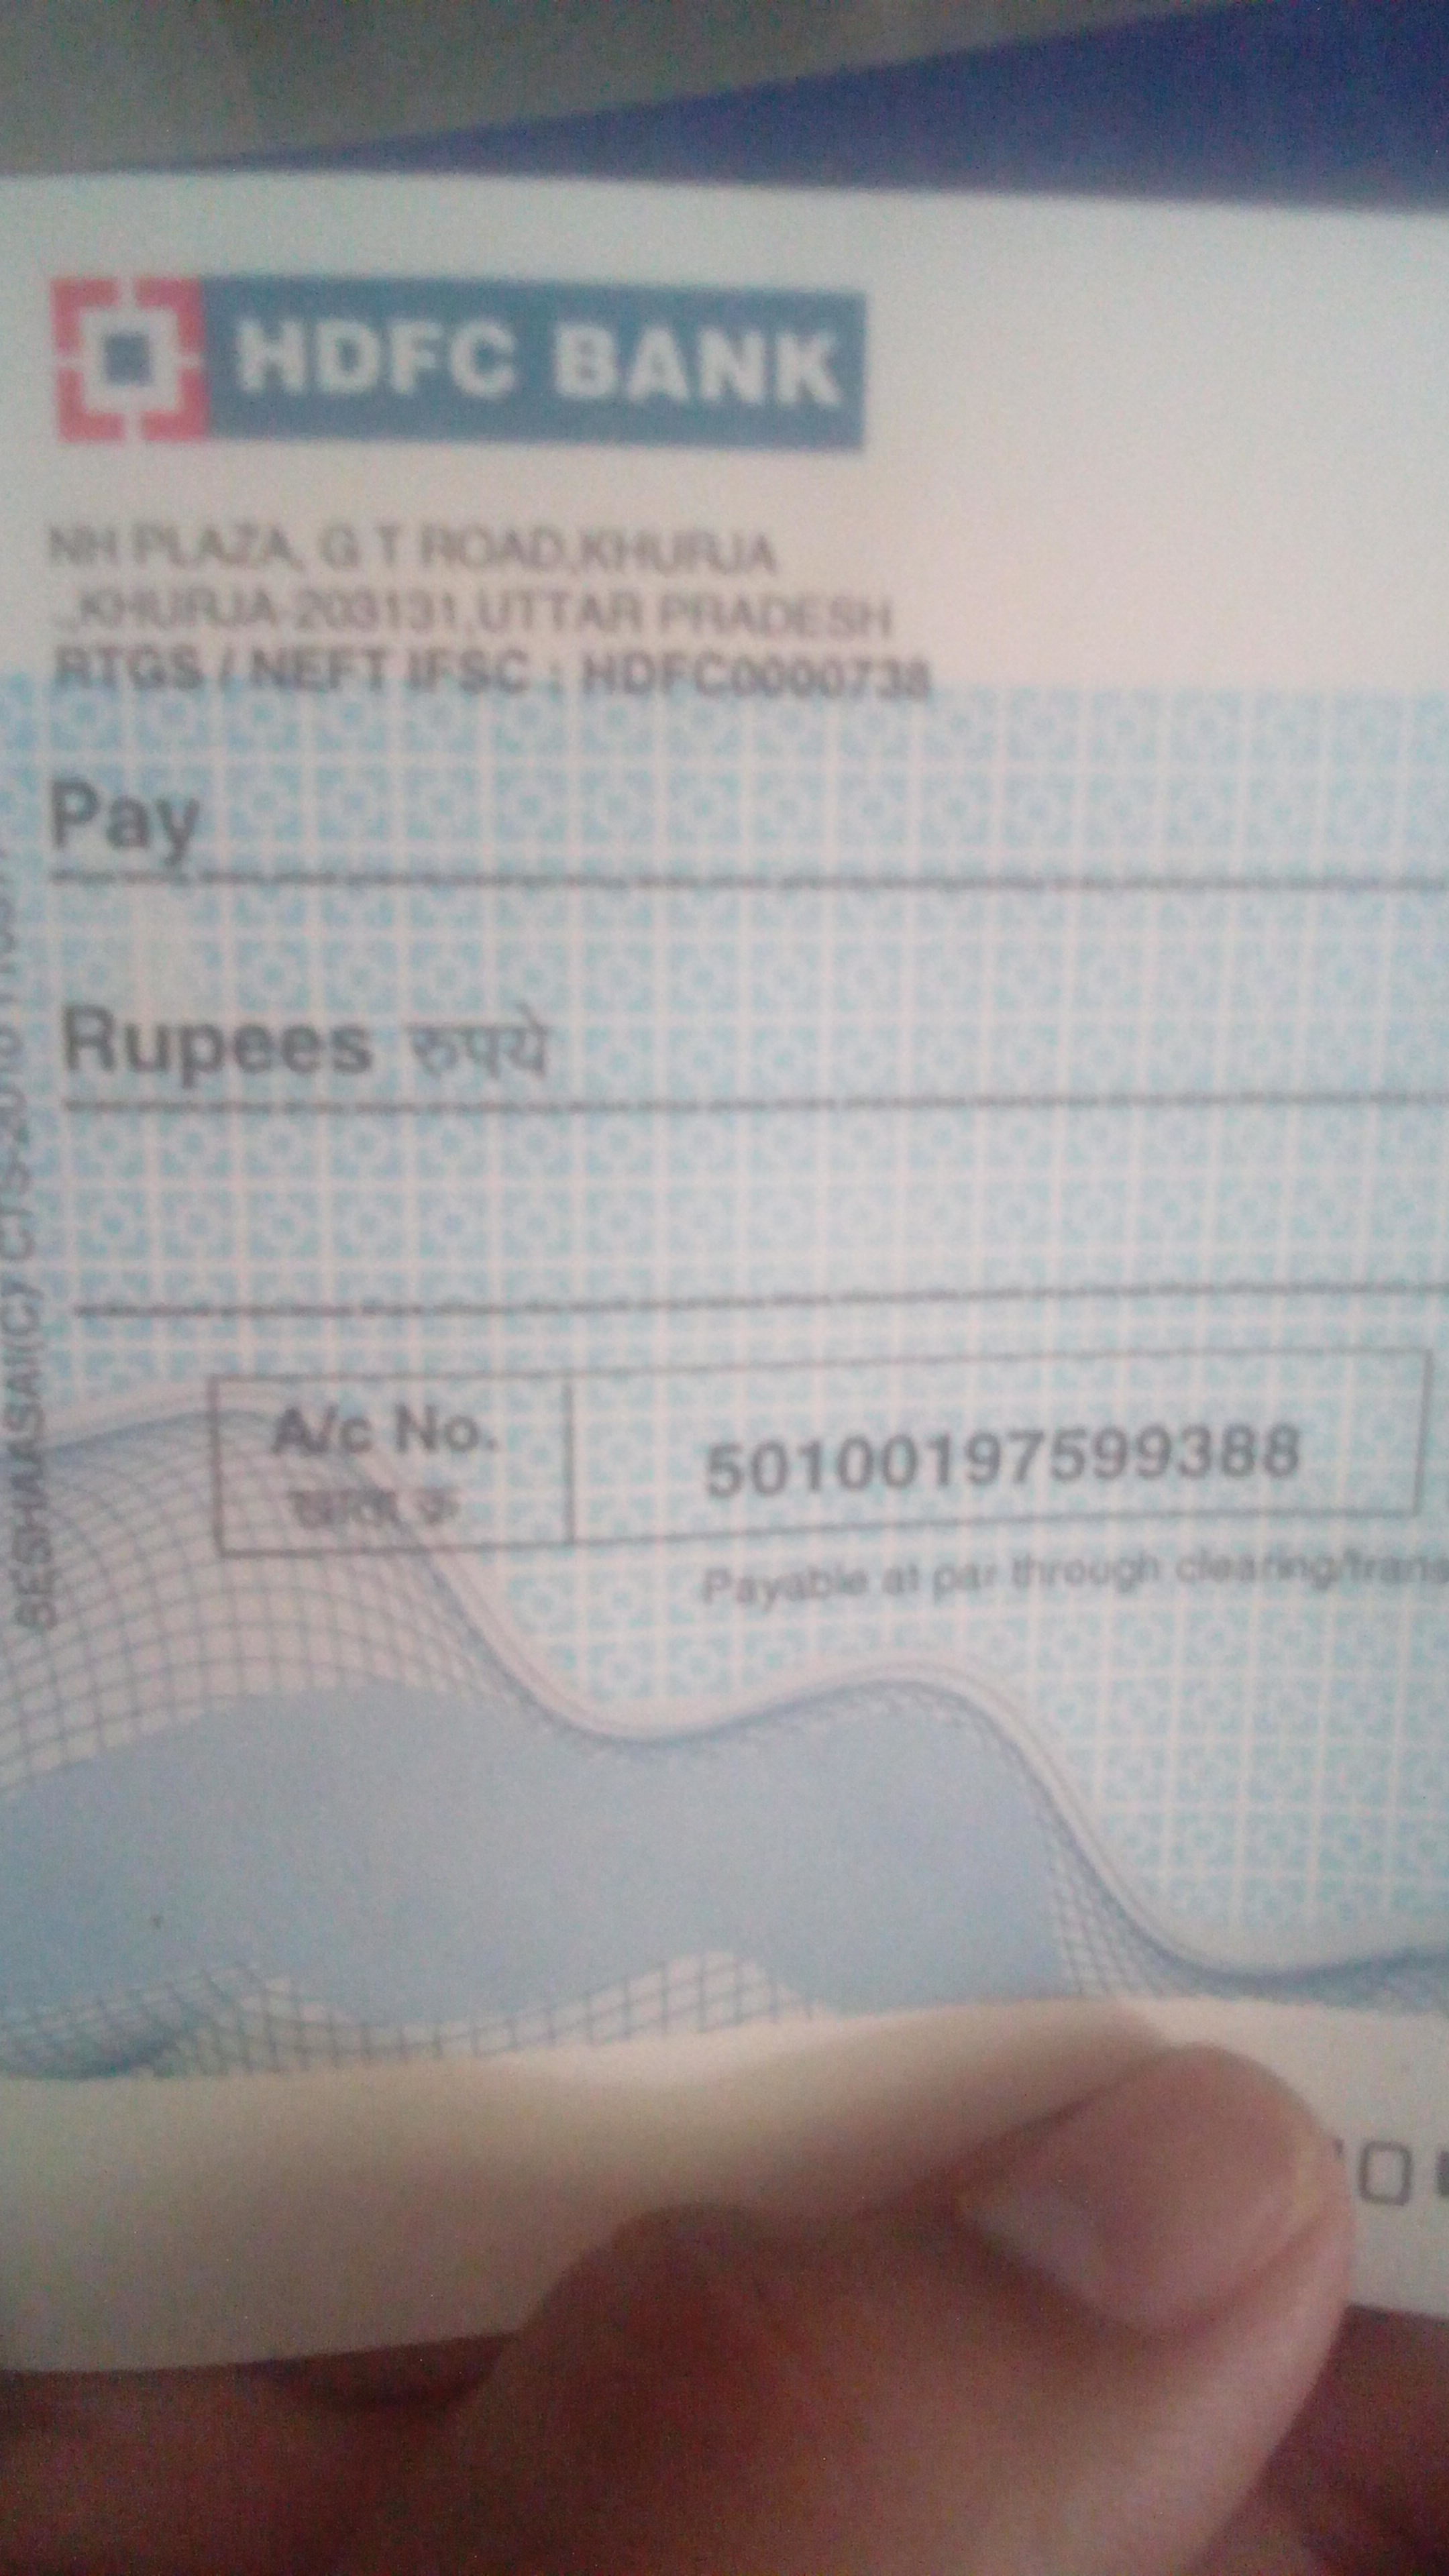 HDFC BANK
NH PLAZA, G T ROAD,KHURJA
.,KHURJA-203131,UTTAR PRADESH
RTGS / NEFT IFSC : HDFC0000738
Pay
Rupees रुपये
A/c No.
50100197599388
Payable at par through clearing/trans
SESHAASAI(C) CTS-2010